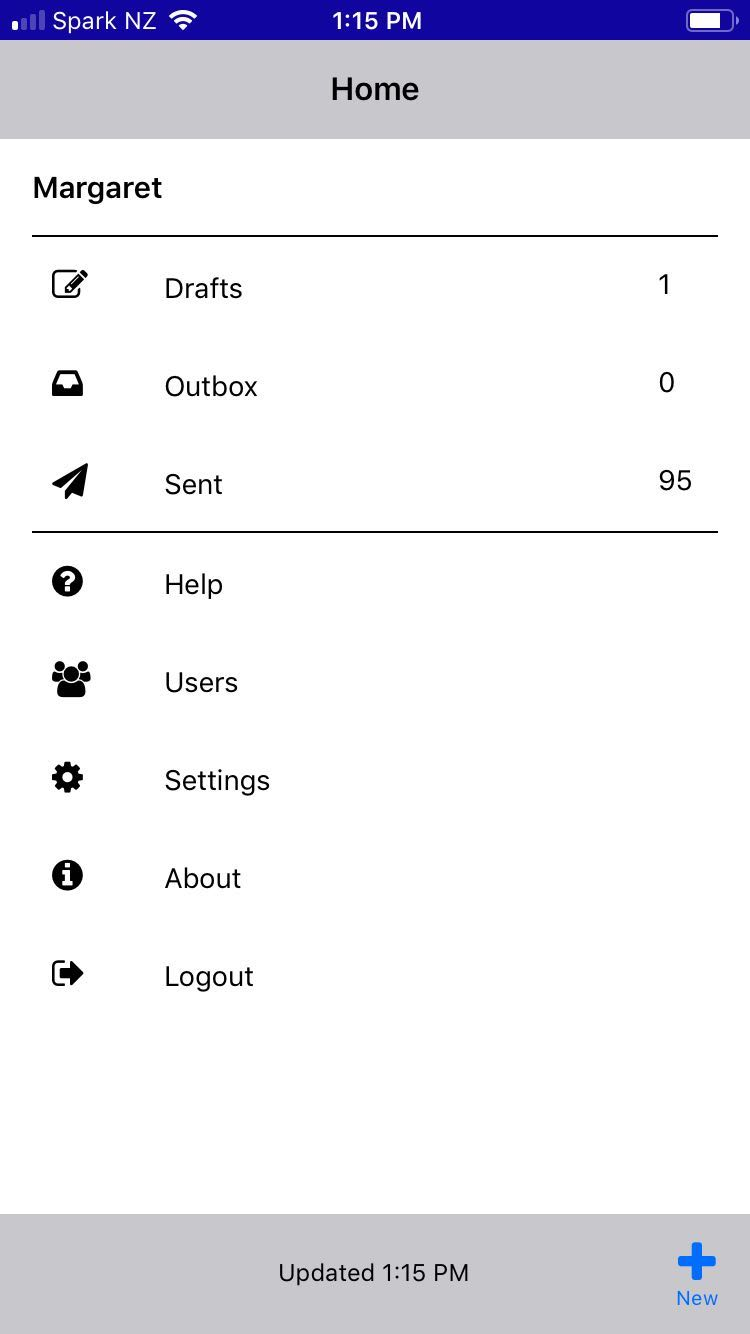 Spark NZ 1:15 PM
Home
Margaret
Drafts 1
Outbox 0
Sent 95
Help
Users
Settings
About
Logout
Updated 1:15 PM
New